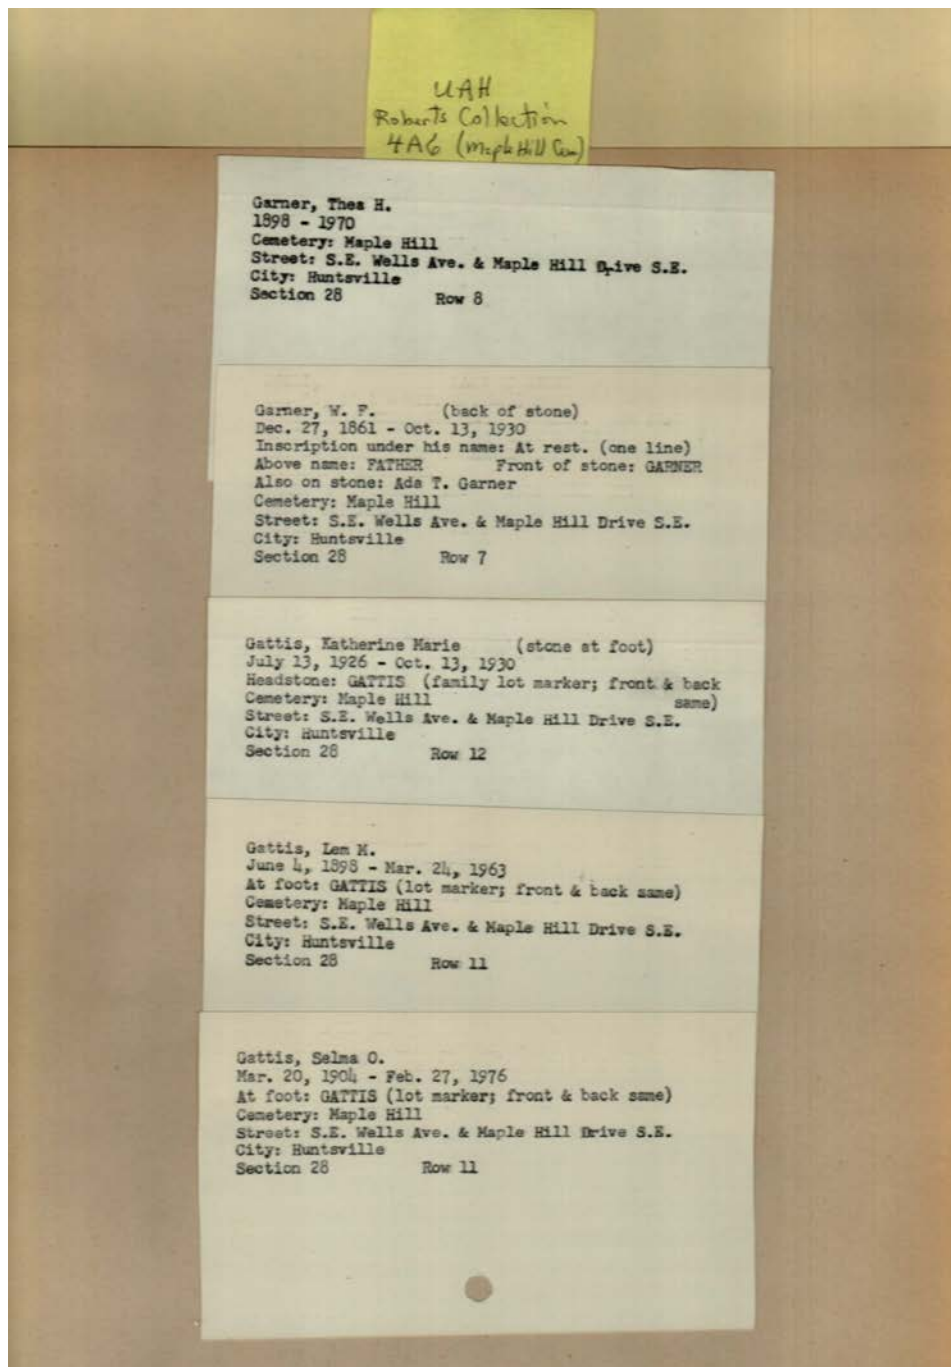 UAH
Roberts Collection
4A6 (Maple Hill Cem)
Garner, Thea H.
1898 - 1970
Cemetery: Maple Hill
Street: S.E. Wells Ave. & Maple Hill Drive S.E.
City: Huntsville
Section 28 Row 8
Garner, W. F. (back of stone)
Dec. 27, 1861 - Oct. 13, 1930
Inscription under his name: At rest. (one line)
Above name: FATHER Front of stone: GARNER
Also on stone: Ada T. Garner
Cemetery: Maple Hill
Street: S.E. Wells Ave. & Maple Hill Drive S.E.
City: Huntsville
Section 28 Row 7
Gattis, Katherine Marie (stone at foot)
July 13, 1926 - Oct. 13, 1930
Headstone: GATTIS (family lot marker; front & back
Cemetery: Maple Hill same)
Street: S.E. Wells Ave. & Maple Hill Drive S.E.
City: Huntsville
Section 28 Row 12
Gattis, Lem M.
June 4, 1898 - Mar. 24, 1963
At foot: GATTIS (lot marker; front & back same)
Cemetery: Maple Hill
Street: S.E. Wells Ave. & Maple Hill Drive S.E.
City: Huntsville
Section 28 Row 11
Gattis, Selma O.
Mar. 20, 1904 - Feb. 27, 1976
At foot: GATTIS (lot marker; front & back same)
Cemetery: Maple Hill
Street: S.E. Wells Ave. & Maple Hill Drive S.E.
City: Huntsville
Section 28 Row 11